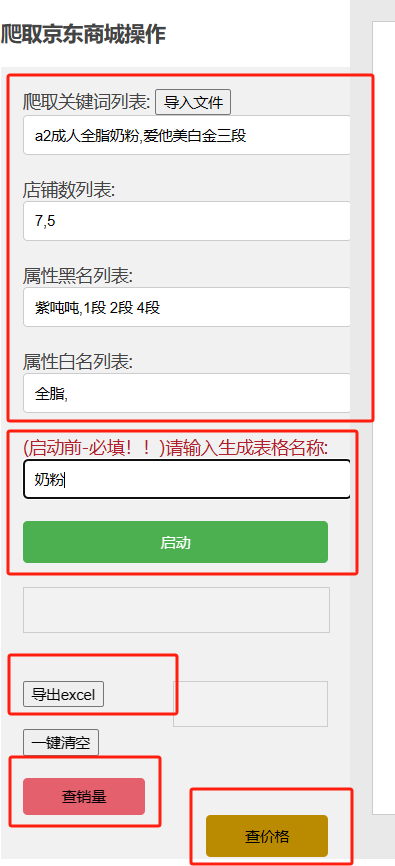 爬取京东商城操作
爬取关键词列表: 导入文件
a2成人全脂奶粉,爱他美白金三段
店铺数列表:
7,5
属性黑名列表:
紫吨吨,1段 2段 4段
属性白名列表:
全脂,
(启动前-必填！！)请输入生成表格名称:
奶粉
启动
导出excel
一键清空
查销量
查价格